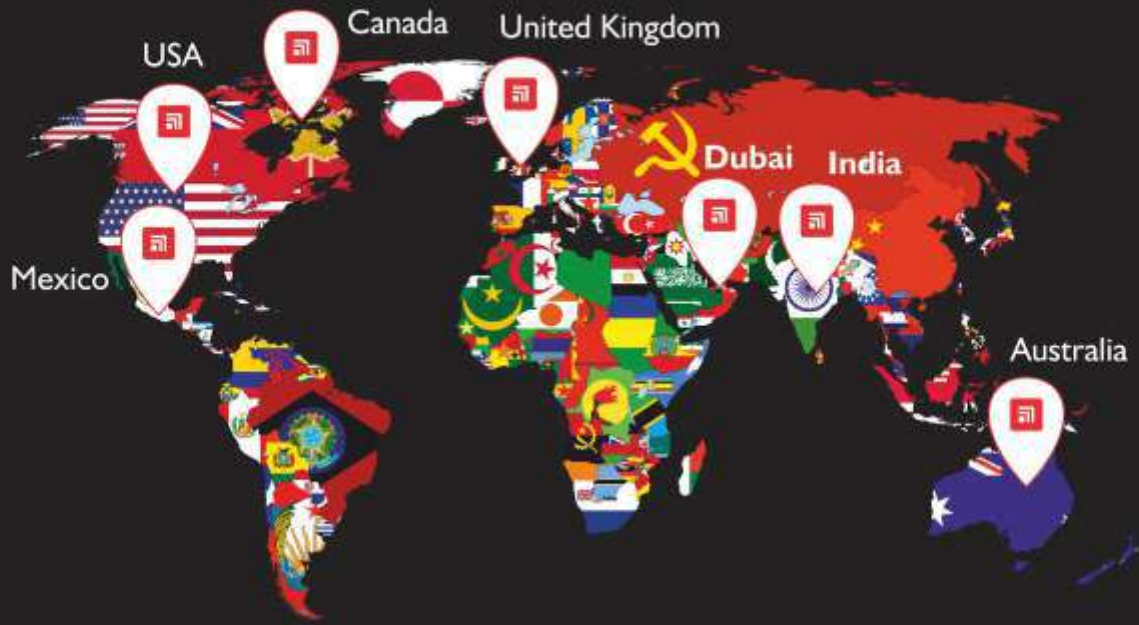 Canada
United Kingdom
USA
Dubai
India
Mexico
Australia